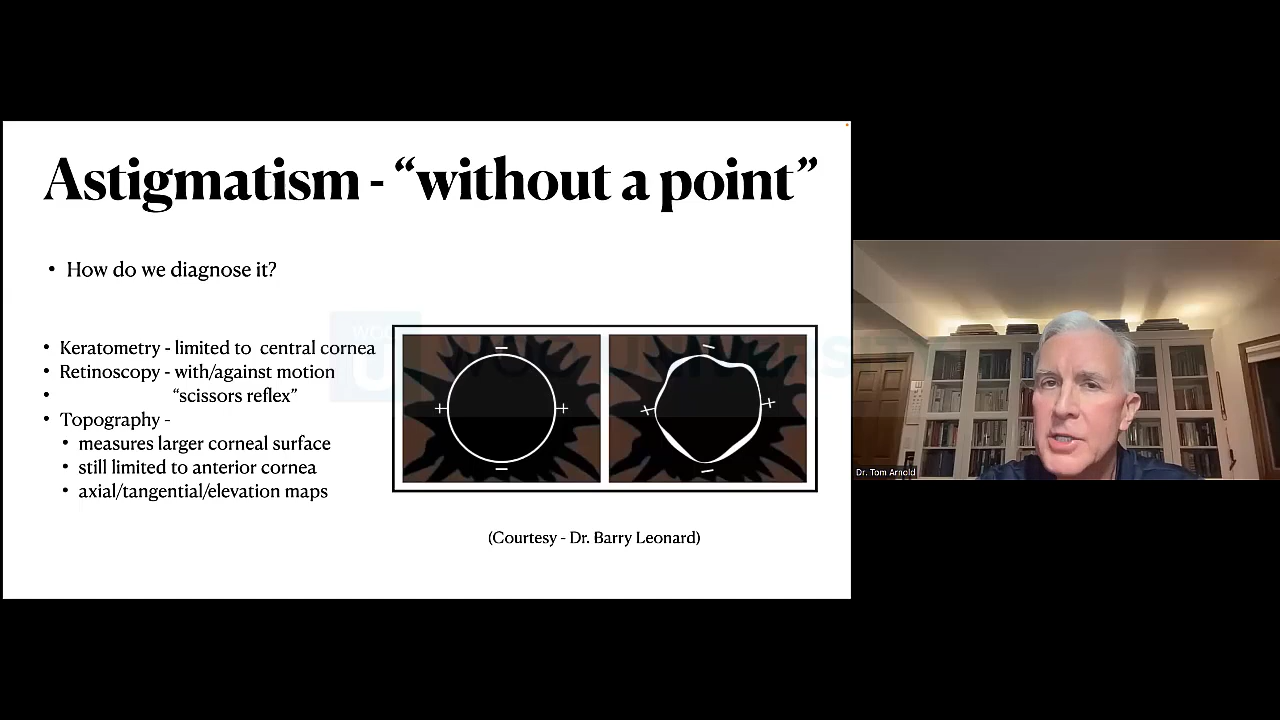 Astigmatism - “without a point”
• How do we diagnose it?
• Keratometry - limited to central cornea
• Retinoscopy - with/against motion
• “scissors reflex”
• Topography -
• measures larger corneal surface
• still limited to anterior cornea
• axial/tangential/elevation maps
(Courtesy - Dr. Barry Leonard)
Dr. Tom Arnold